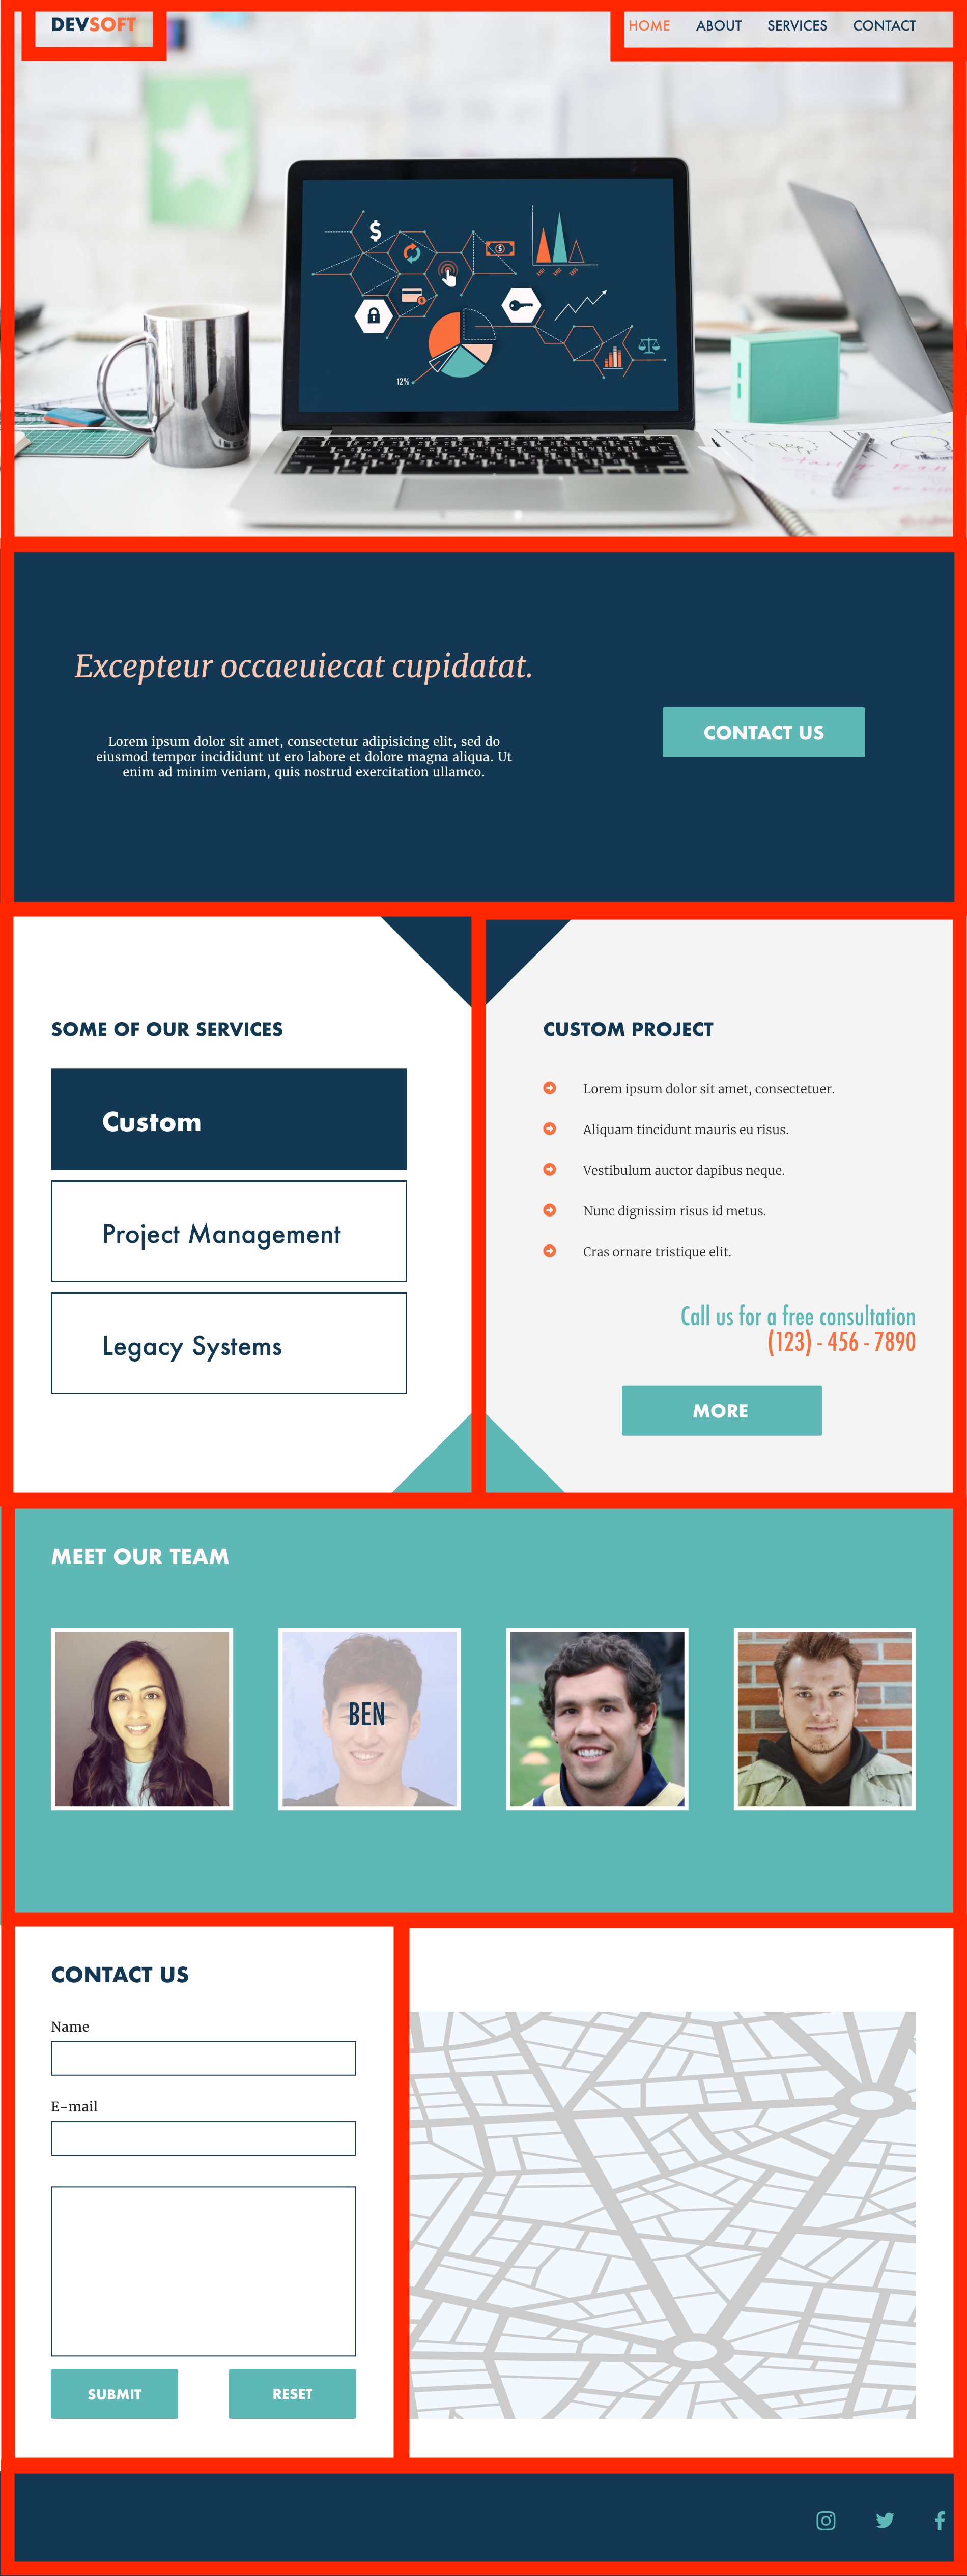 DEVSOFT
HOME ABOUT SERVICES CONTACT
$
$
12%
Excepteur occaeuiecat cupidatat.
Lorem ipsum dolor sit amet, consectetur adipisicing elit, sed do
eiusmod tempor incididunt ut ero labore et dolore magna aliqua. Ut
enim ad minim veniam, quis nostrud exercitation ullamco.
CONTACT US
SOME OF OUR SERVICES
Custom
Project Management
Legacy Systems
CUSTOM PROJECT
Lorem ipsum dolor sit amet, consectetuer.
Aliquam tincidunt mauris eu risus.
Vestibulum auctor dapibus neque.
Nunc dignissim risus id metus.
Cras ornare tristique elit.
Call us for a free consultation
(123) - 456 - 7890
MORE
MEET OUR TEAM
BEN
CONTACT US
Name
E-mail
SUBMIT RESET